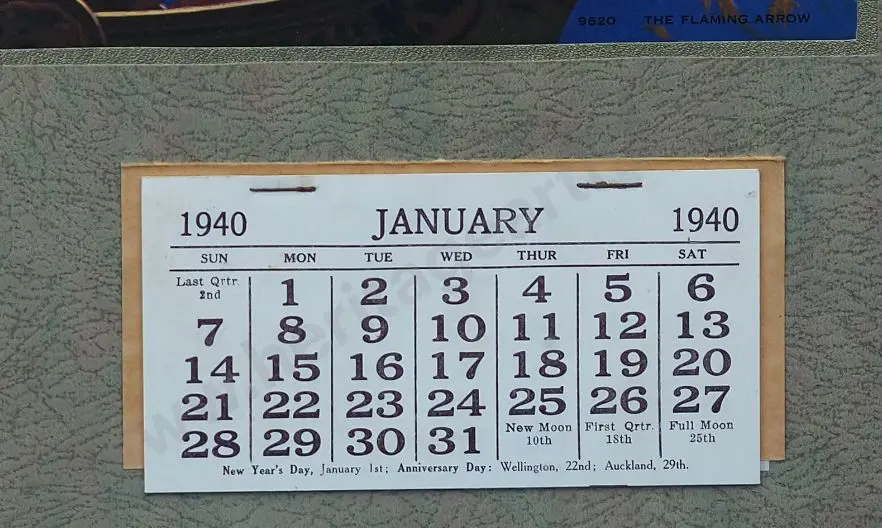 9620 THE FLAMING ARROW
1940 JANUARY 1940
SUN MON TUE WED THUR FRI SAT
Last Qrtr. 2nd 1 2 3 4 5 6
7 8 9 10 11 12 13
14 15 16 17 18 19 20
21 22 23 24 25 26 27
28 29 30 31 New Moon 10th First Qrtr. 18th Full Moon 25th
New Year's Day, January 1st; Anniversary Day: Wellington, 22nd; Auckland, 29th.